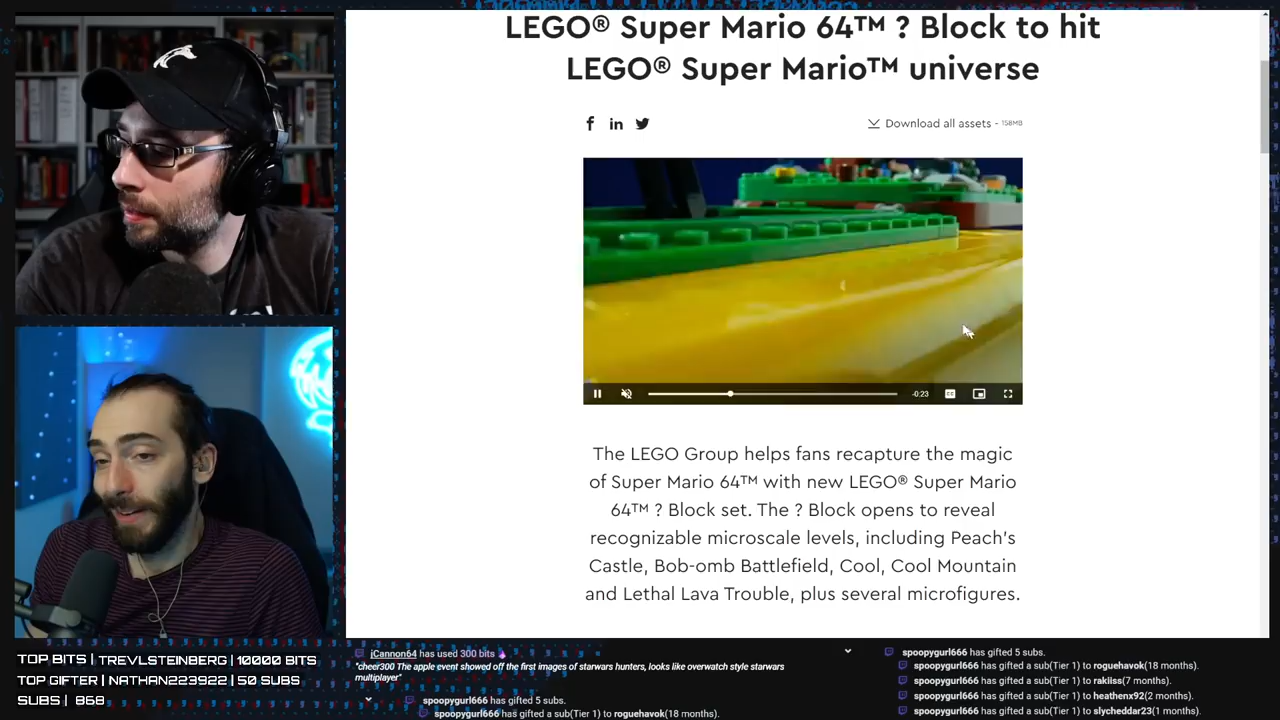 LEGO® Super Mario 64™ ? Block to hit
LEGO® Super Mario™ universe
Download all assets - 158MB
-0:23
The LEGO Group helps fans recapture the magic
of Super Mario 64™ with new LEGO® Super Mario
64™ ? Block set. The ? Block opens to reveal
recognizable microscale levels, including Peach's
Castle, Bob-omb Battlefield, Cool, Cool Mountain
and Lethal Lava Trouble, plus several microfigures.
TOP BITS | TREVLSTEINBERG | 10000 BITS
TOP GIFTER | NATHAN223922 | 50 SUBS
SUBS | 868
jCannon64 has used 300 bits
"cheer300 The apple event showed off the first images of starwars hunters, looks like overwatch style starwars
multiplayer"
spoopygurl666 has gifted 5 subs.
spoopygurl666 has gifted a sub(Tier 1) to roguehavok(18 months).
spoopygurl666 has gifted 5 subs.
spoopygurl666 has gifted a sub(Tier 1) to roguehavok(18 months).
spoopygurl666 has gifted a sub(Tier 1) to rakiiss(7 months).
spoopygurl666 has gifted a sub(Tier 1) to heathenx92(2 months).
spoopygurl666 has gifted a sub(Tier 1) to slycheddar23(1 months).